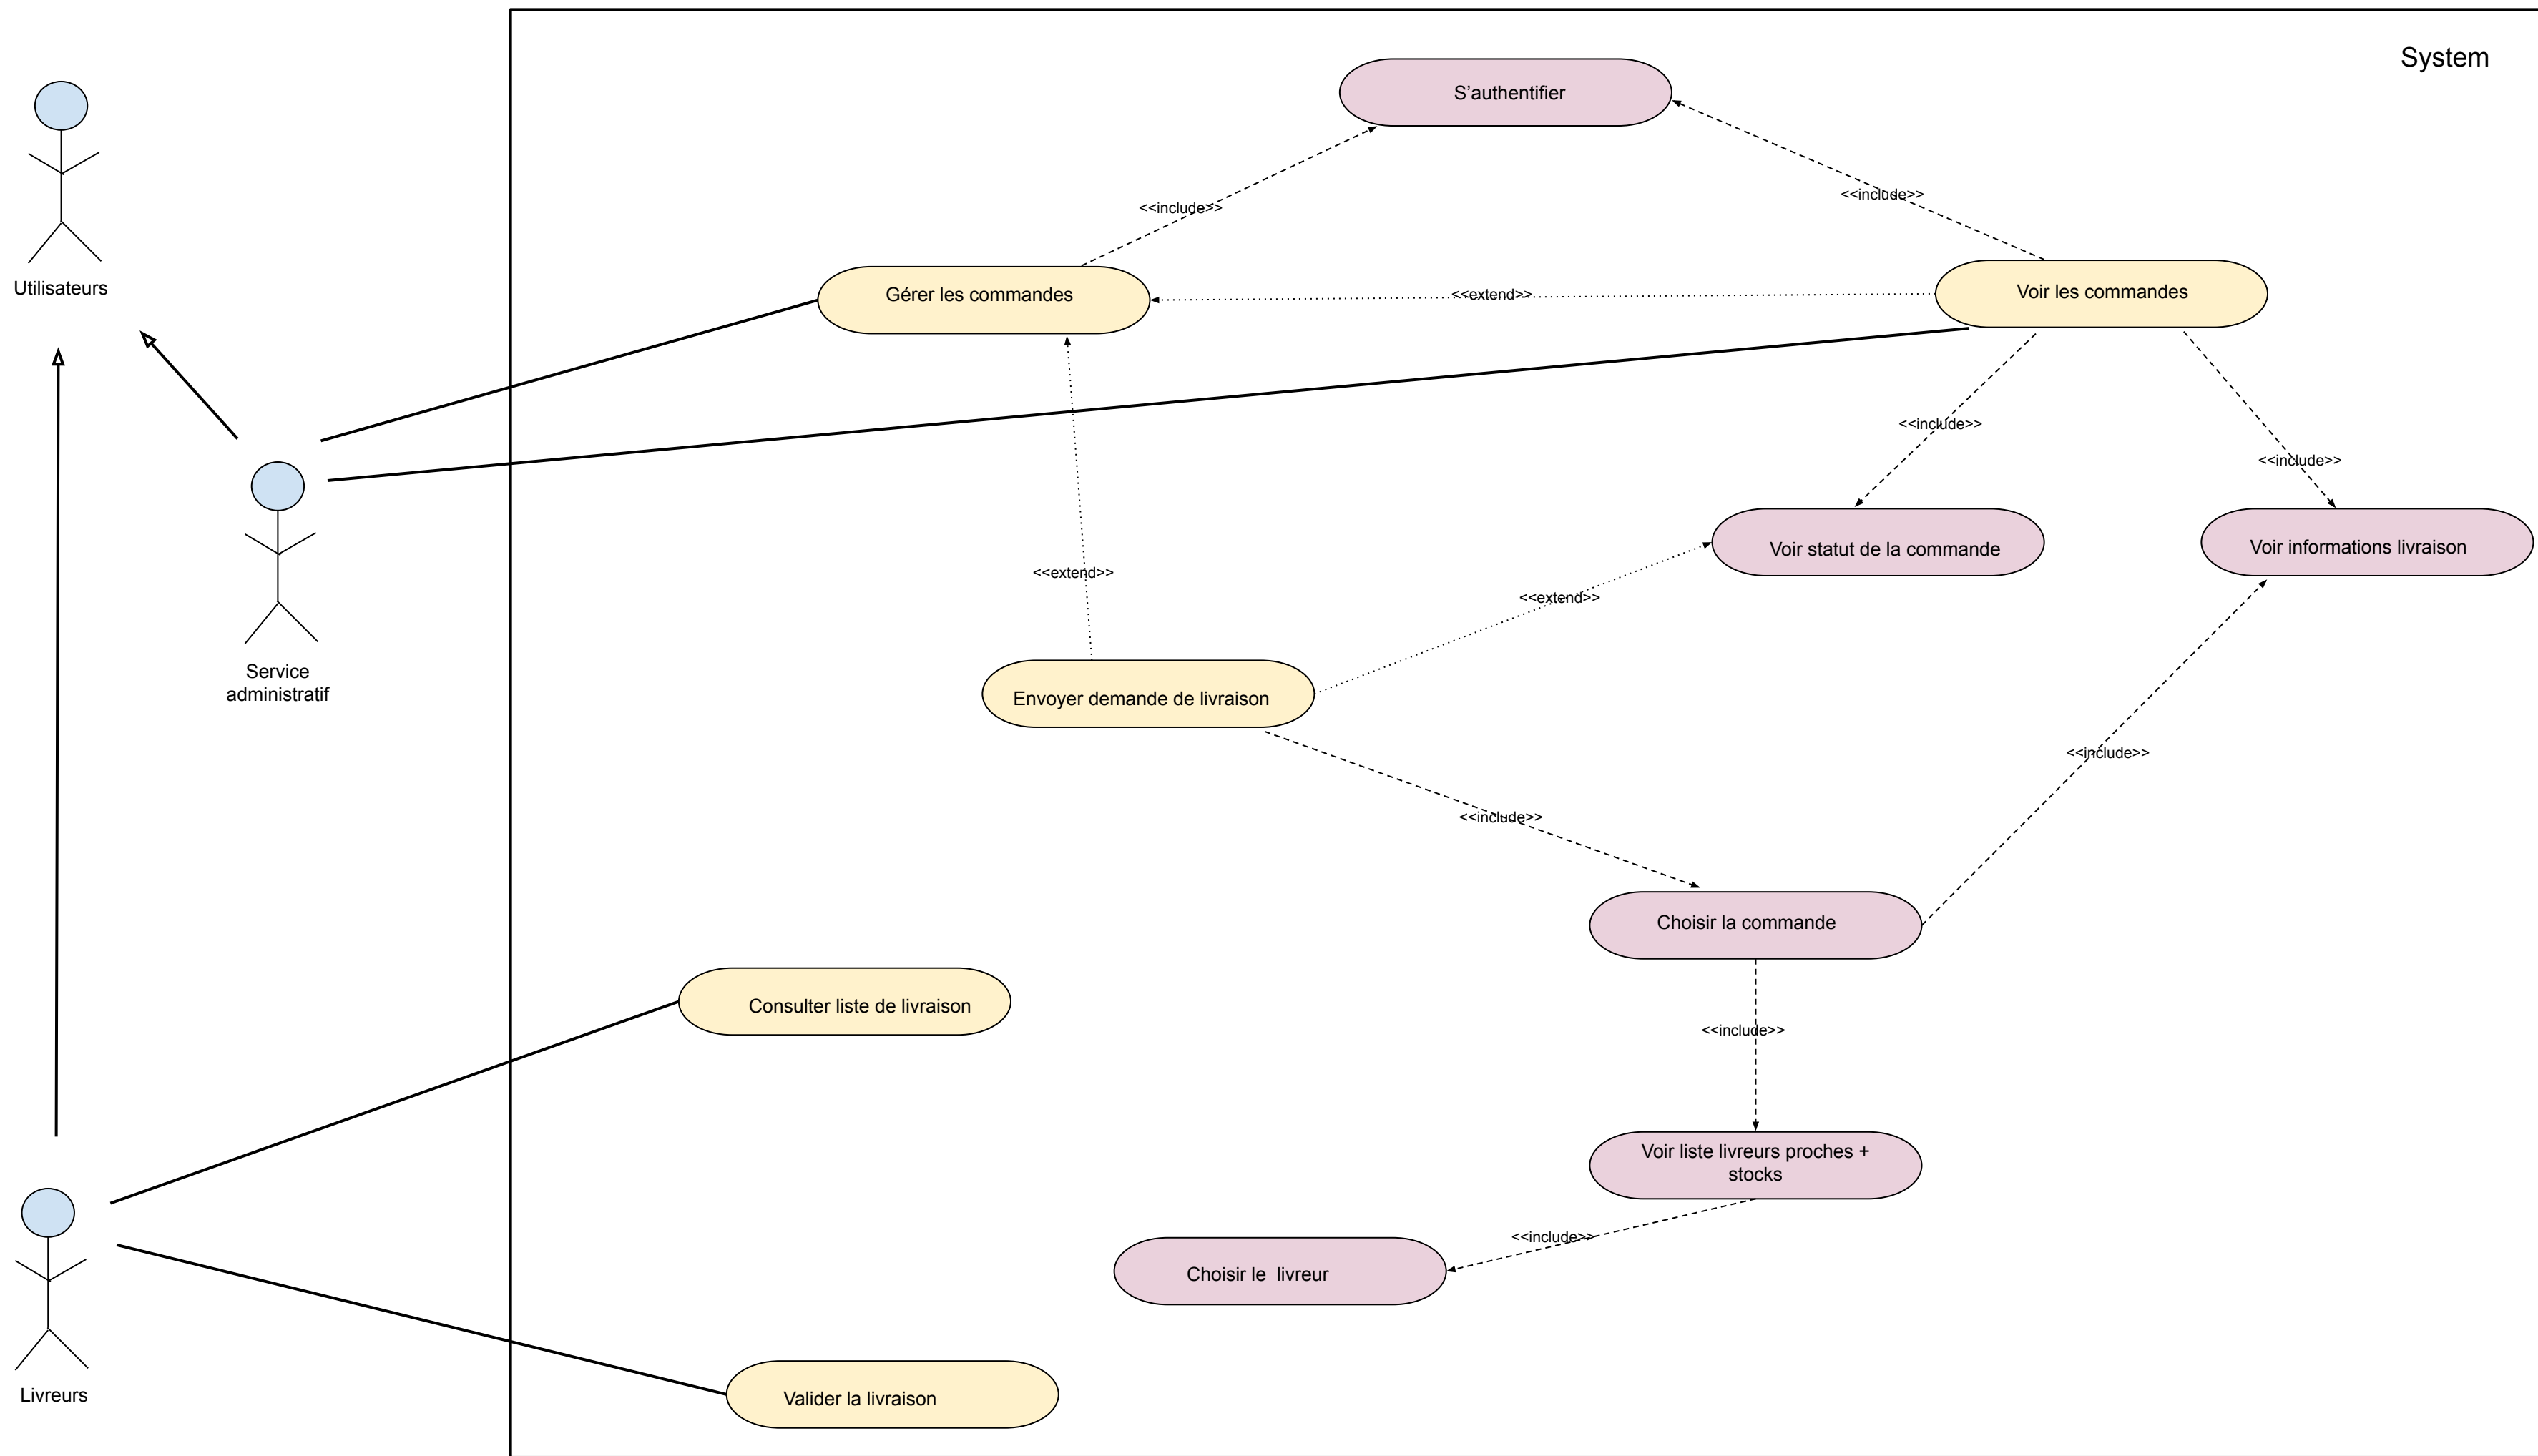 System
S’authentifier
<<include>>
<<include>>
Utilisateurs
Gérer les commandes
<<extend>>
Voir les commandes
<<include>>
<<include>>
Voir statut de la commande
Voir informations livraison
<<extend>>
<<extend>>
Service
administratif
Envoyer demande de livraison
<<include>>
<<include>>
Choisir la commande
Consulter liste de livraison
<<include>>
Voir liste livreurs proches +
stocks
<<include>>
Choisir le  livreur
Livreurs
Valider la livraison